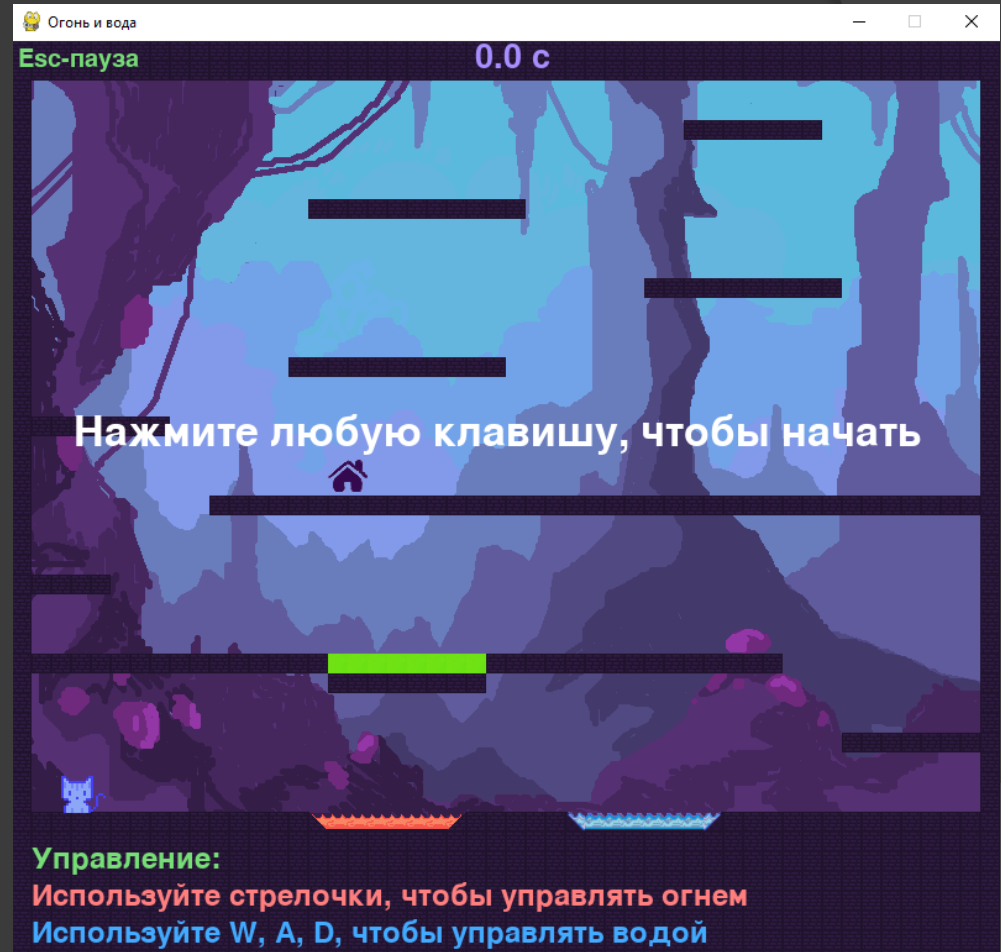 Огонь и вода
Esc-пауза
0.0 с
Нажмите любую клавишу, чтобы начать
Управление:
Используйте стрелочки, чтобы управлять огнем
Используйте W, A, D, чтобы управлять водой